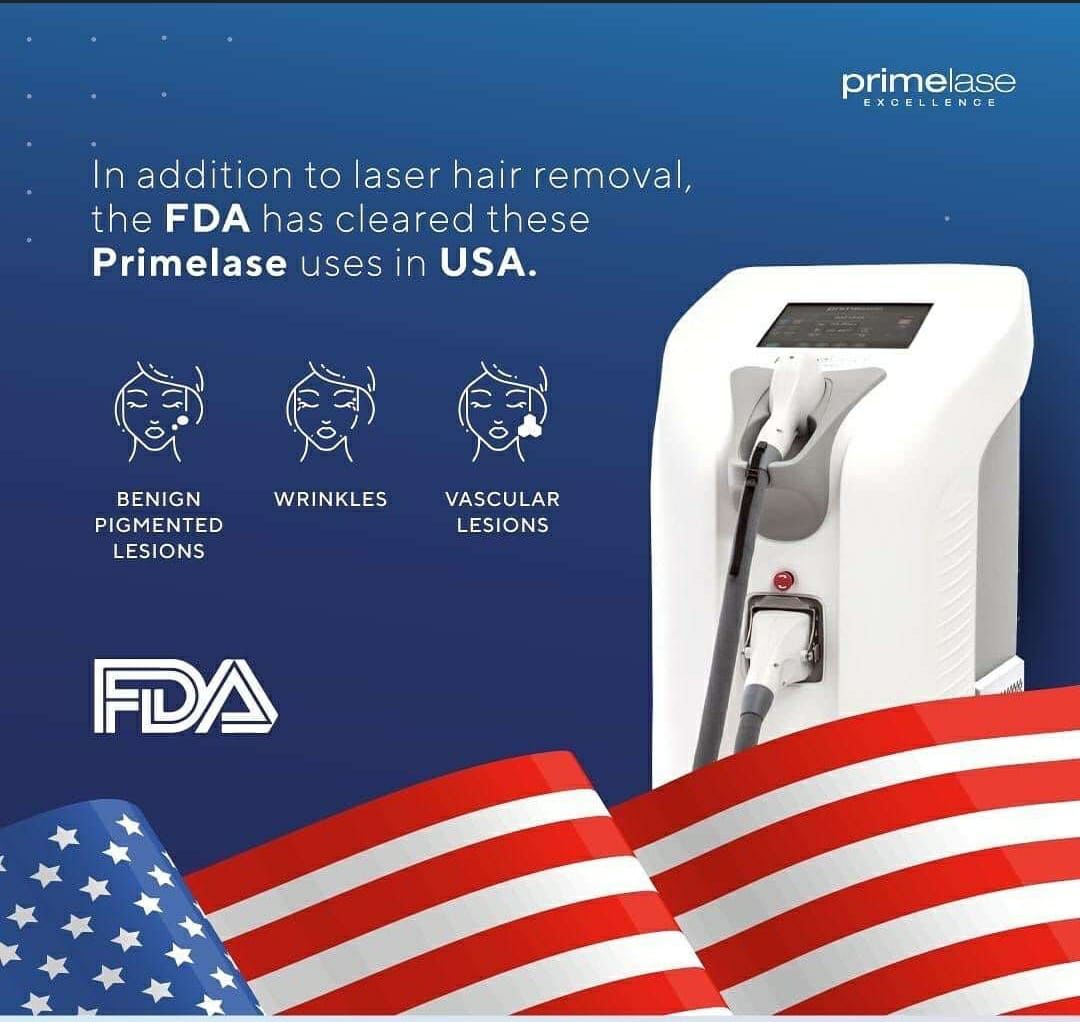 primelase
EXCELLENCE
In addition to laser hair removal,
the FDA has cleared these
Primelase uses in USA.
BENIGN
PIGMENTED
LESIONS
WRINKLES
VASCULAR
LESIONS
FDA